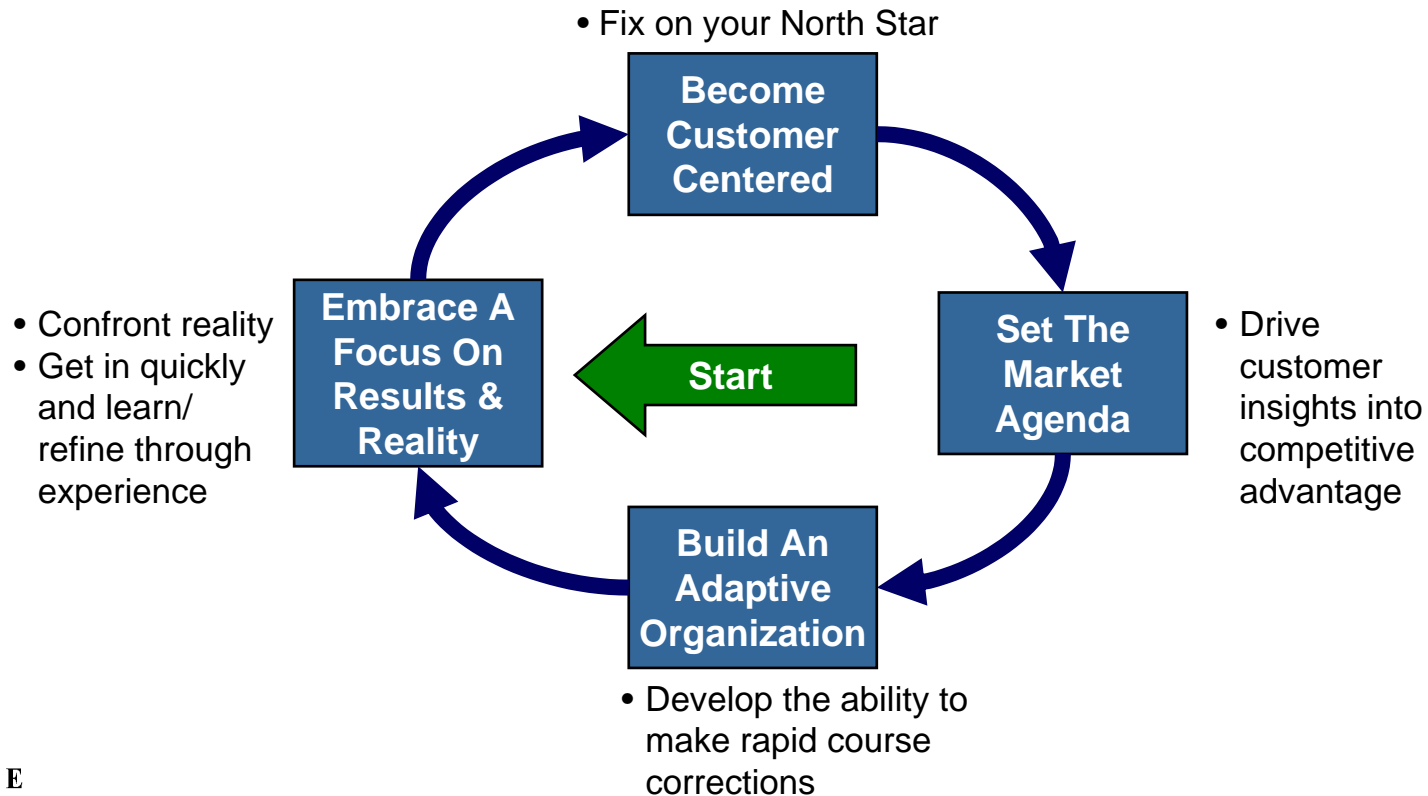 • Fix on your North Star
Become
Customer
Centered
• Confront reality
• Get in quickly
and learn/
refine through
experience
Embrace A
Focus On
Results &
Reality
Start
Set The
Market
Agenda
• Drive
customer
insights into
competitive
advantage
Build An
Adaptive
Organization
• Develop the ability to
make rapid course
corrections
E